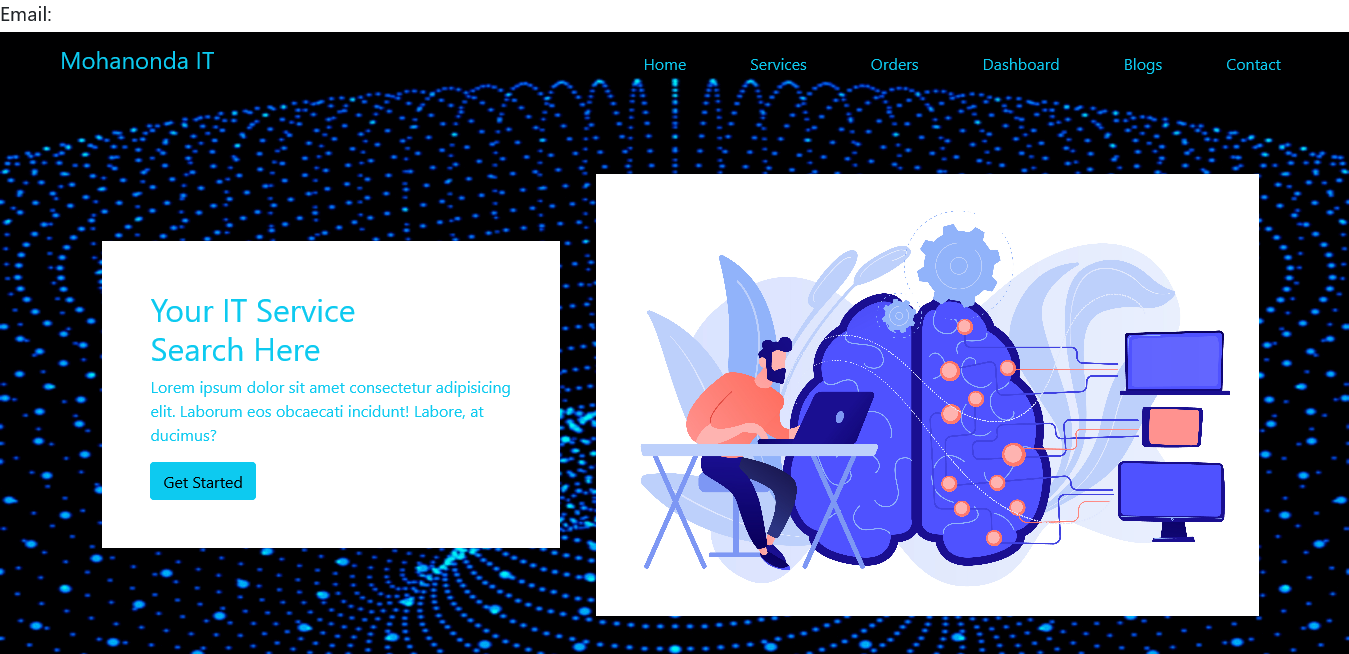 Email:
Mohanonda IT
Home Services Orders Dashboard Blogs Contact
Your IT Service
Search Here
Lorem ipsum dolor sit amet consectetur adipisicing
elit. Laborum eos obcaecati incidunt! Labore, at
ducimus?
Get Started